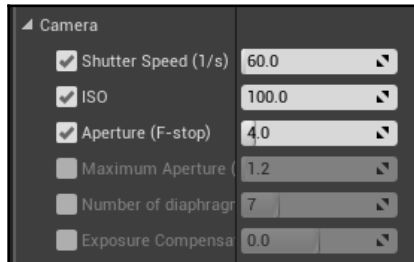 Camera
Shutter Speed (1/s) 60.0
ISO 100.0
Aperture (F-stop) 4.0
Maximum Aperture ( 1.2
Number of diaphragr 7
Exposure Compensa 0.0